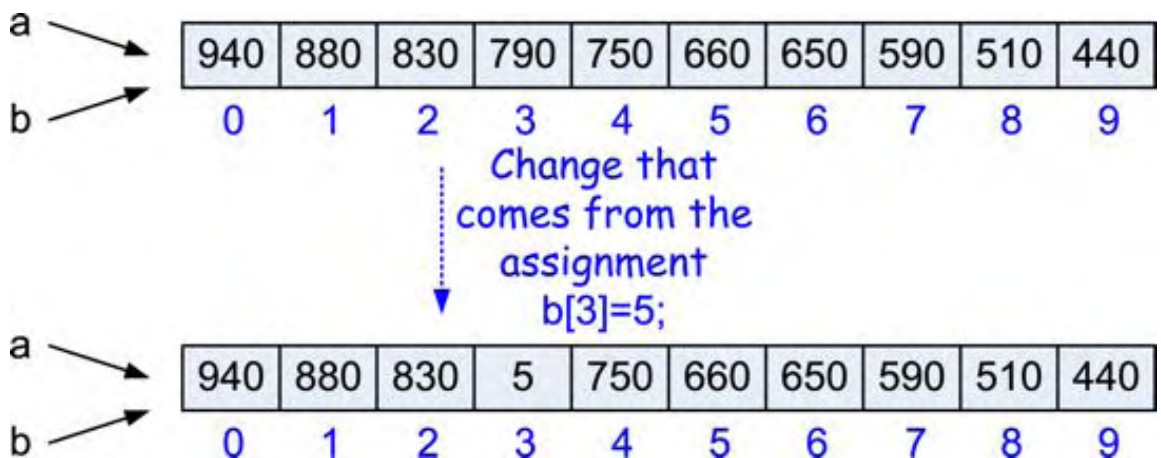 a
940 880 830 790 750 660 650 590 510 440
b
0 1 2 3 4 5 6 7 8 9
Change that
comes from the
assignment
b[3]=5;
a
940 880 830 5 750 660 650 590 510 440
b
0 1 2 3 4 5 6 7 8 9